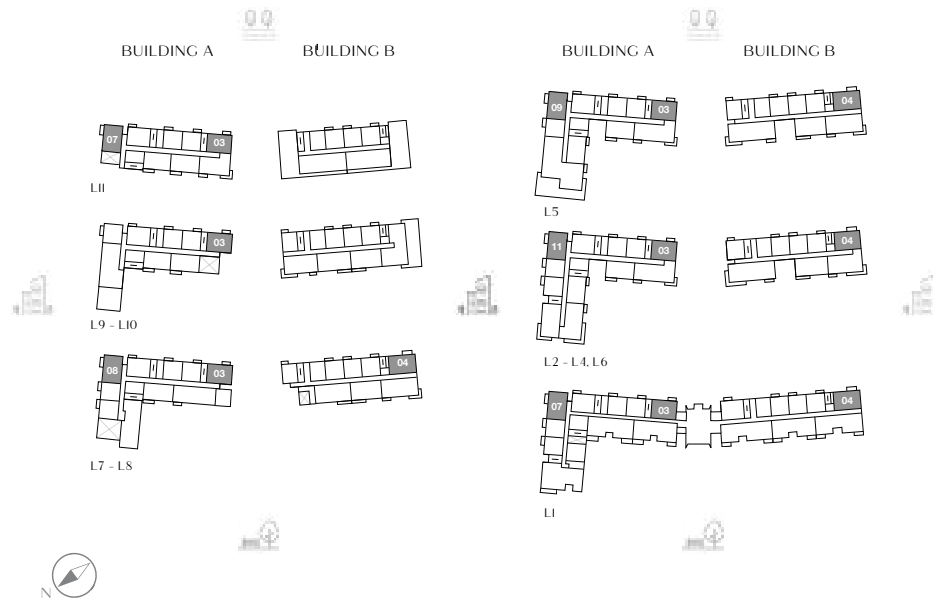 BUILDING A
BUILDING B
07
03
L11
03
L9 - L10
08
03
04
L7 - L8
N
BUILDING A
BUILDING B
09
03
04
L5
11
03
04
L2 - L4, L6
07
03
04
L1